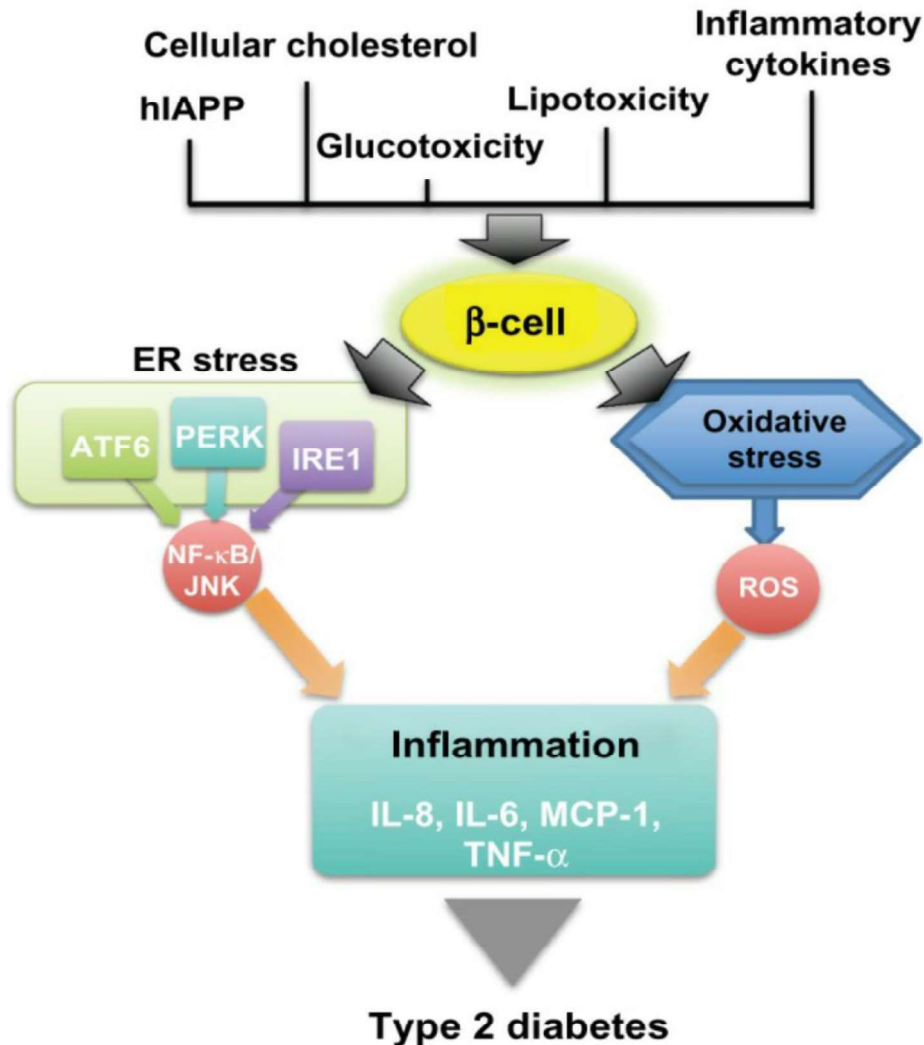 Cellular cholesterol
Inflammatory
cytokines
hIAPP
Lipotoxicity
Glucotoxicity
β-cell
ER stress
ATF6
PERK
IRE1
Oxidative
stress
NF-κB/
JNK
ROS
Inflammation
IL-8, IL-6, MCP-1,
TNF-α
Type 2 diabetes